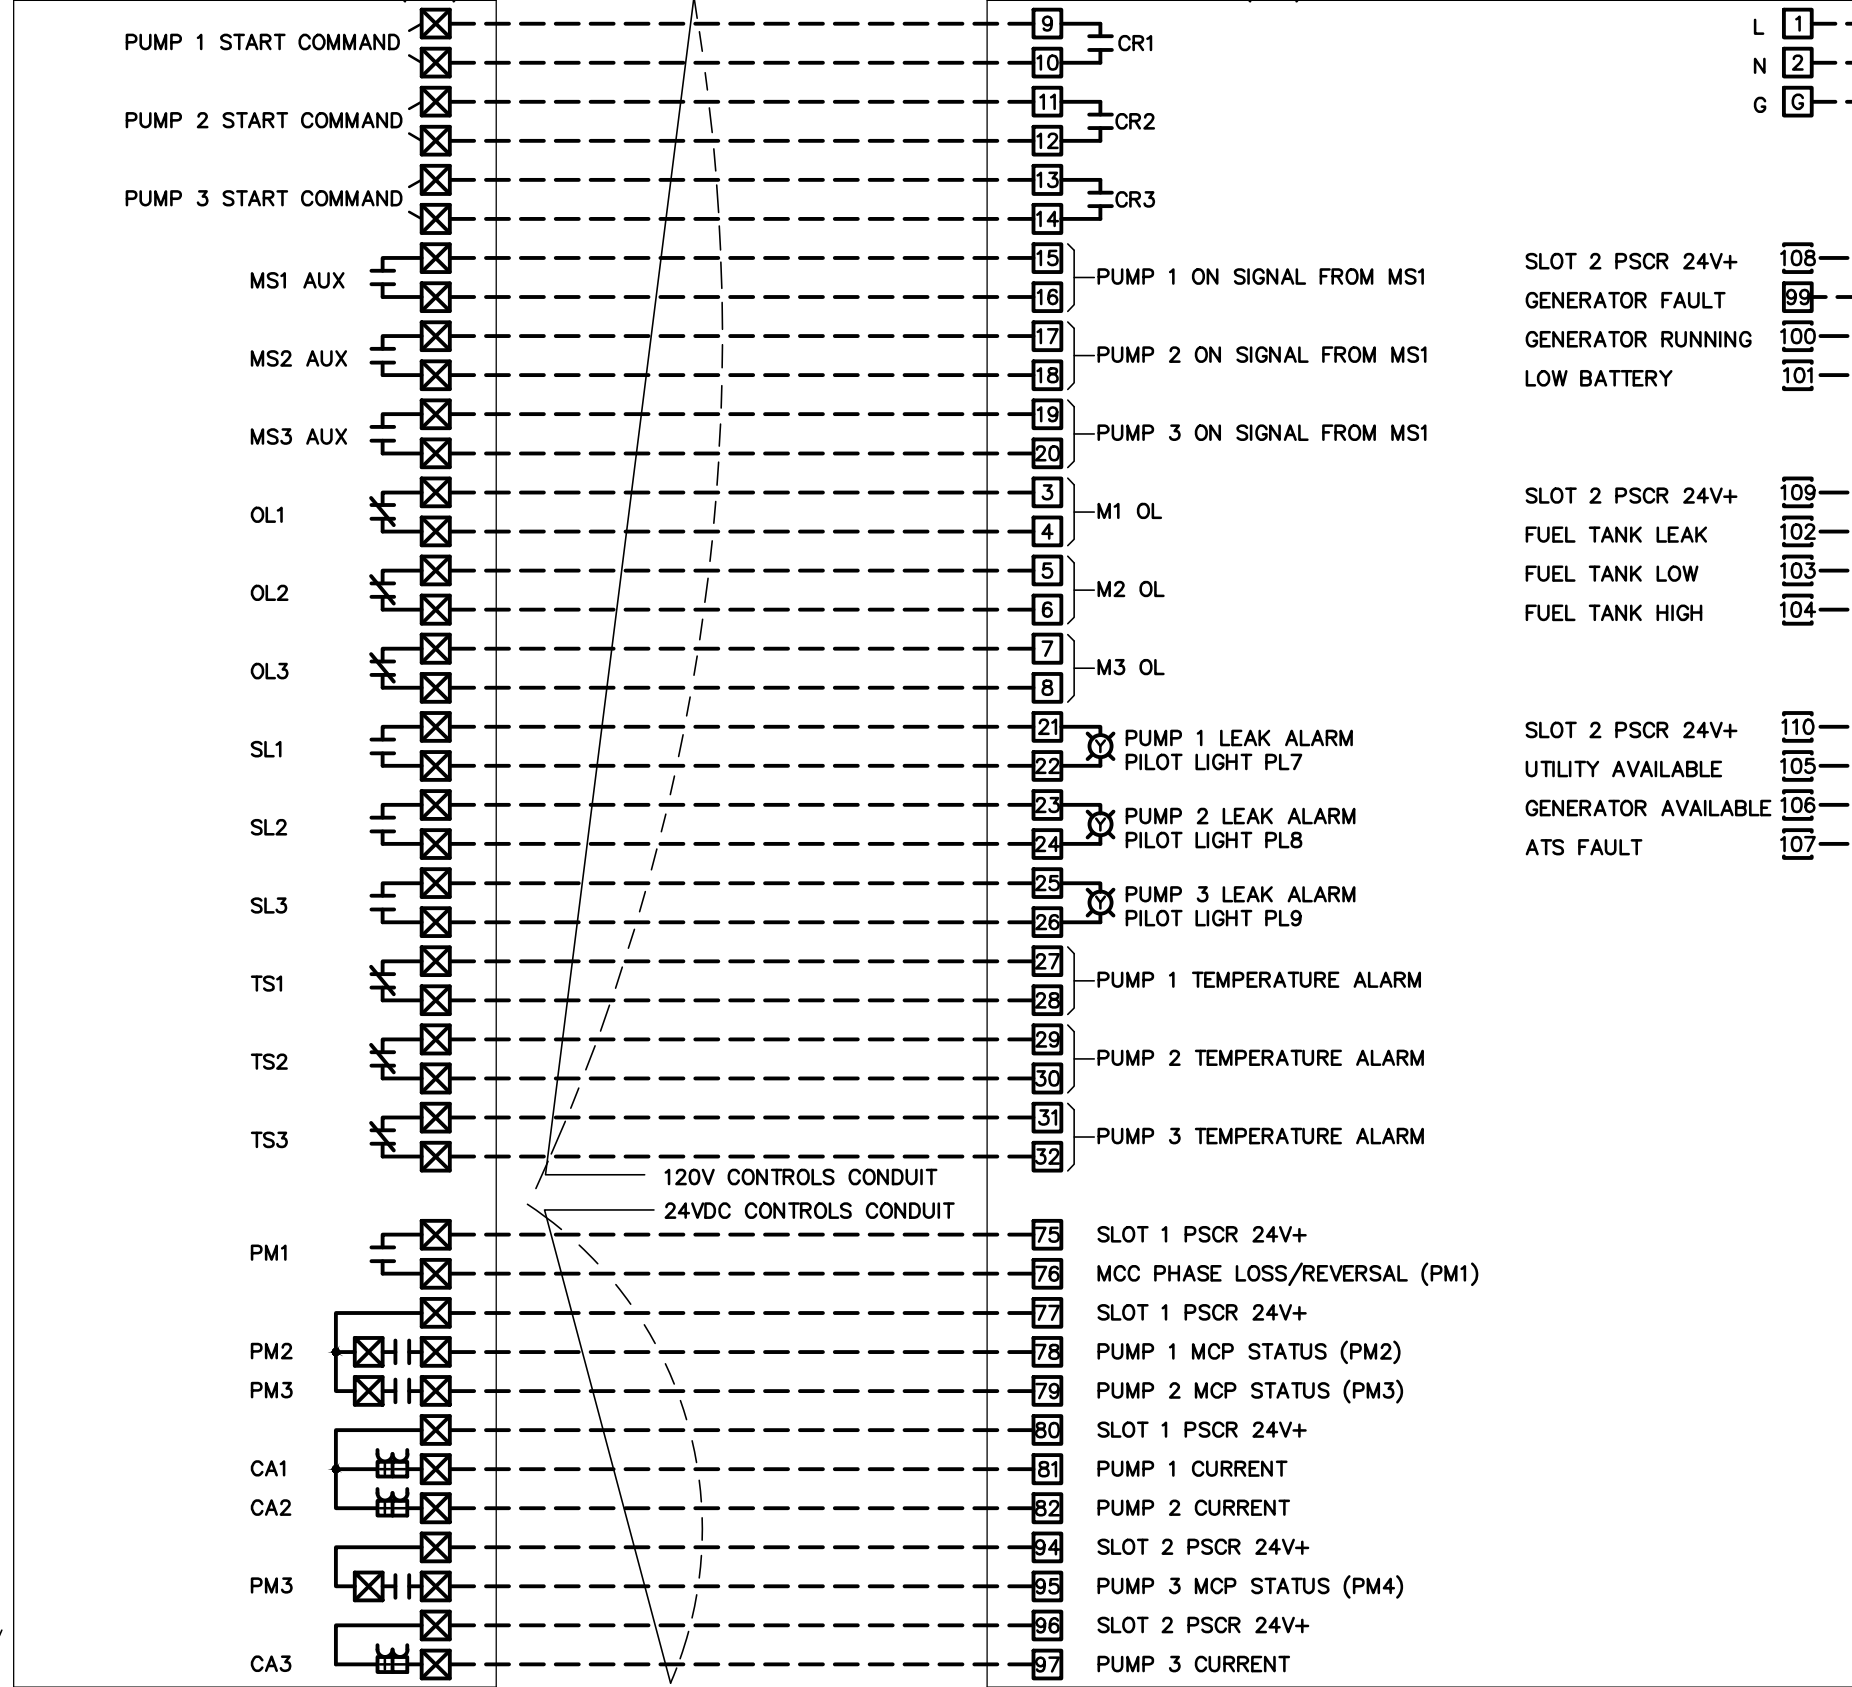 PUMP 1 START COMMAND
9
CR1
10
PUMP 2 START COMMAND
11
CR2
12
PUMP 3 START COMMAND
13
CR3
14
MS1 AUX
15
PUMP 1 ON SIGNAL FROM MS1
16
MS2 AUX
17
PUMP 2 ON SIGNAL FROM MS1
18
MS3 AUX
19
PUMP 3 ON SIGNAL FROM MS1
20
OL1
3
M1 OL
4
OL2
5
M2 OL
6
OL3
7
M3 OL
8
SL1
21
Y
PUMP 1 LEAK ALARM
PILOT LIGHT PL7
22
SL2
23
Y
PUMP 2 LEAK ALARM
PILOT LIGHT PL8
24
SL3
25
Y
PUMP 3 LEAK ALARM
PILOT LIGHT PL9
26
TS1
27
PUMP 1 TEMPERATURE ALARM
28
TS2
29
PUMP 2 TEMPERATURE ALARM
30
TS3
31
PUMP 3 TEMPERATURE ALARM
32
120V CONTROLS CONDUIT
24VDC CONTROLS CONDUIT
PM1
75 SLOT 1 PSCR 24V+
76 MCC PHASE LOSS/REVERSAL (PM1)
77 SLOT 1 PSCR 24V+
PM2 78 PUMP 1 MCP STATUS (PM2)
PM3 79 PUMP 2 MCP STATUS (PM3)
80 SLOT 1 PSCR 24V+
CA1 81 PUMP 1 CURRENT
CA2 82 PUMP 2 CURRENT
94 SLOT 2 PSCR 24V+
PM3 95 PUMP 3 MCP STATUS (PM4)
96 SLOT 2 PSCR 24V+
CA3 97 PUMP 3 CURRENT
L 1
N 2
G G
SLOT 2 PSCR 24V+ 108
GENERATOR FAULT 99
GENERATOR RUNNING 100
LOW BATTERY 101
SLOT 2 PSCR 24V+ 109
FUEL TANK LEAK 102
FUEL TANK LOW 103
FUEL TANK HIGH 104
SLOT 2 PSCR 24V+ 110
UTILITY AVAILABLE 105
GENERATOR AVAILABLE 106
ATS FAULT 107